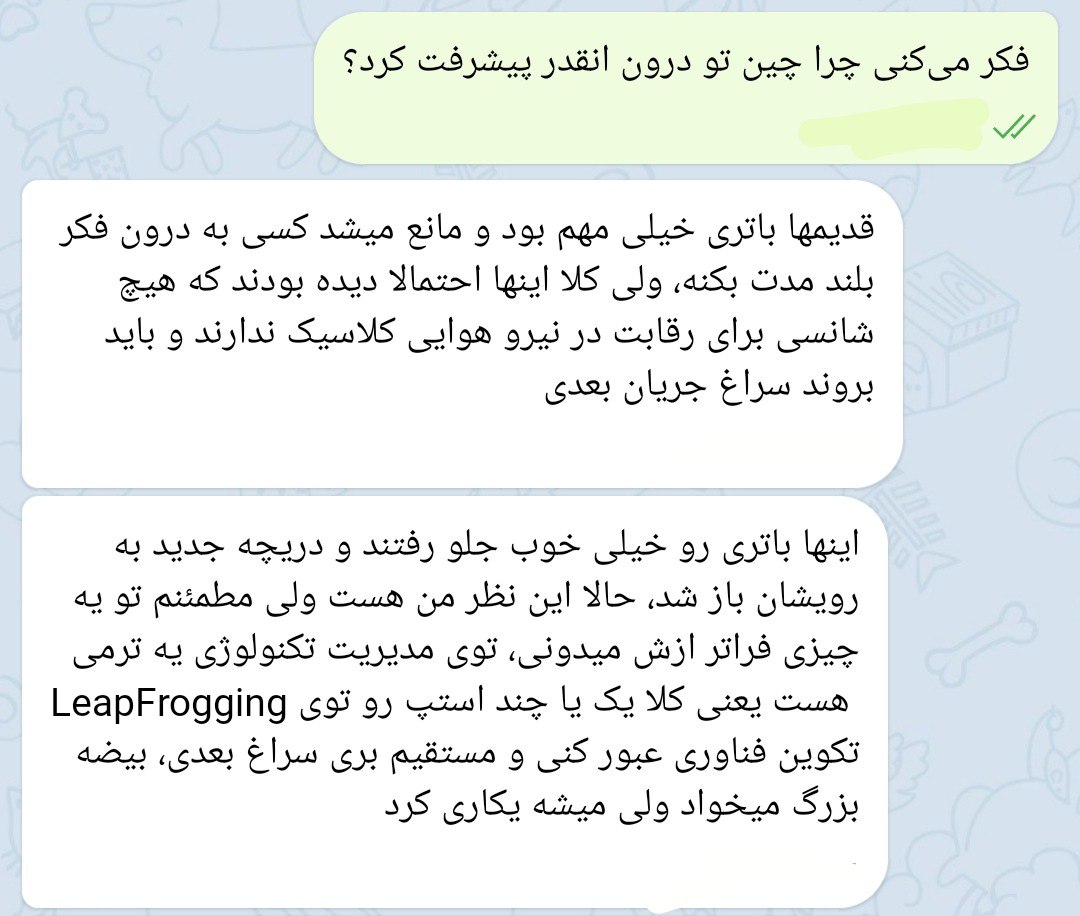 فکر می‌کنی چرا چین تو درون انقدر پیشرفت کرد؟
قدیمها باتری خیلی مهم بود و مانع میشد کسی به درون فکر
بلند مدت بکنه، ولی کلا اینها احتمالا دیده بودند که هیچ
شانسی برای رقابت در نیرو هوایی کلاسیک ندارند و باید
بروند سراغ جریان بعدی
اینها باتری رو خیلی خوب جلو رفتند و دریچه جدید به
رویشان باز شد، حالا این نظر من هست ولی مطمئنم تو یه
چیزی فراتر ازش میدونی، توی مدیریت تکنولوژی یه ترمی
هست یعنی کلا یک یا چند استپ رو توی LeapFrogging
تکوین فناوری عبور کنی و مستقیم بری سراغ بعدی، بیضه
بزرگ میخواد ولی میشه یکاری کرد